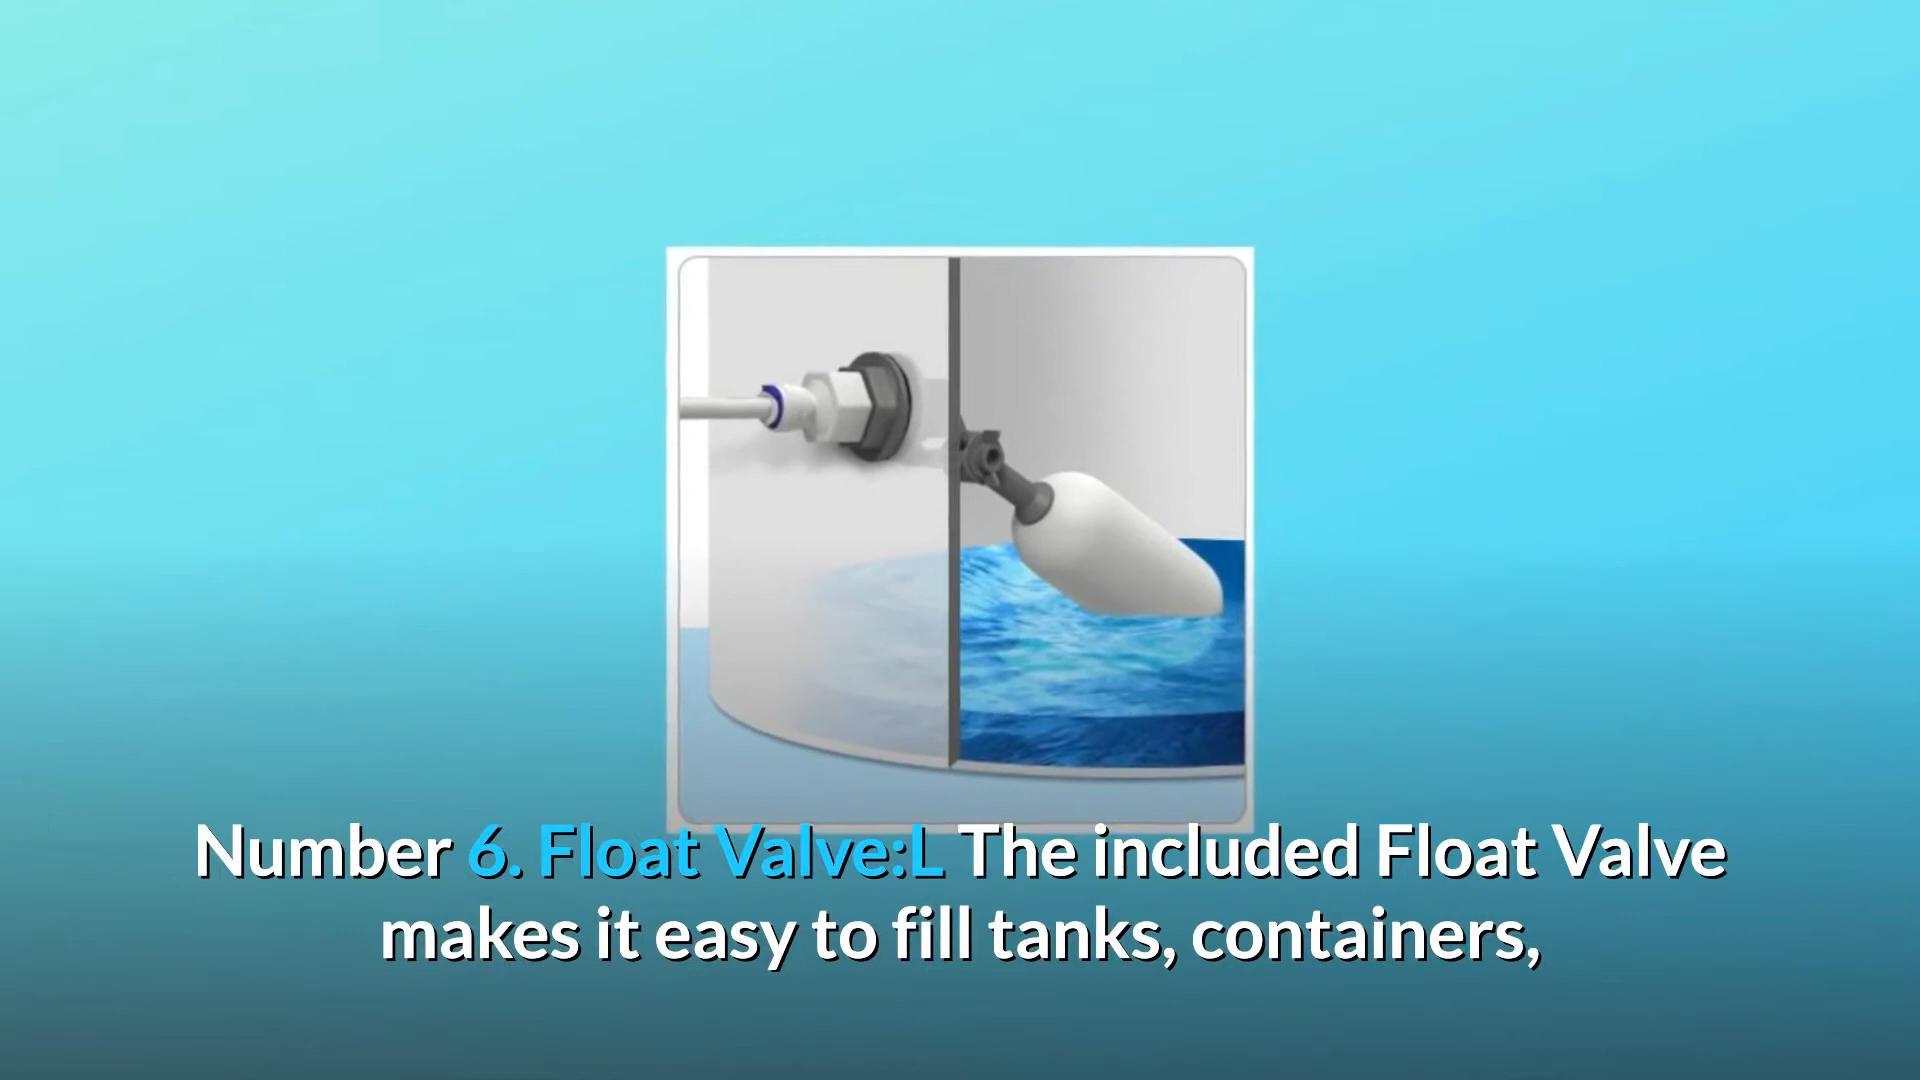 Number 6. Float Valve:L The included Float Valve
makes it easy to fill tanks, containers,